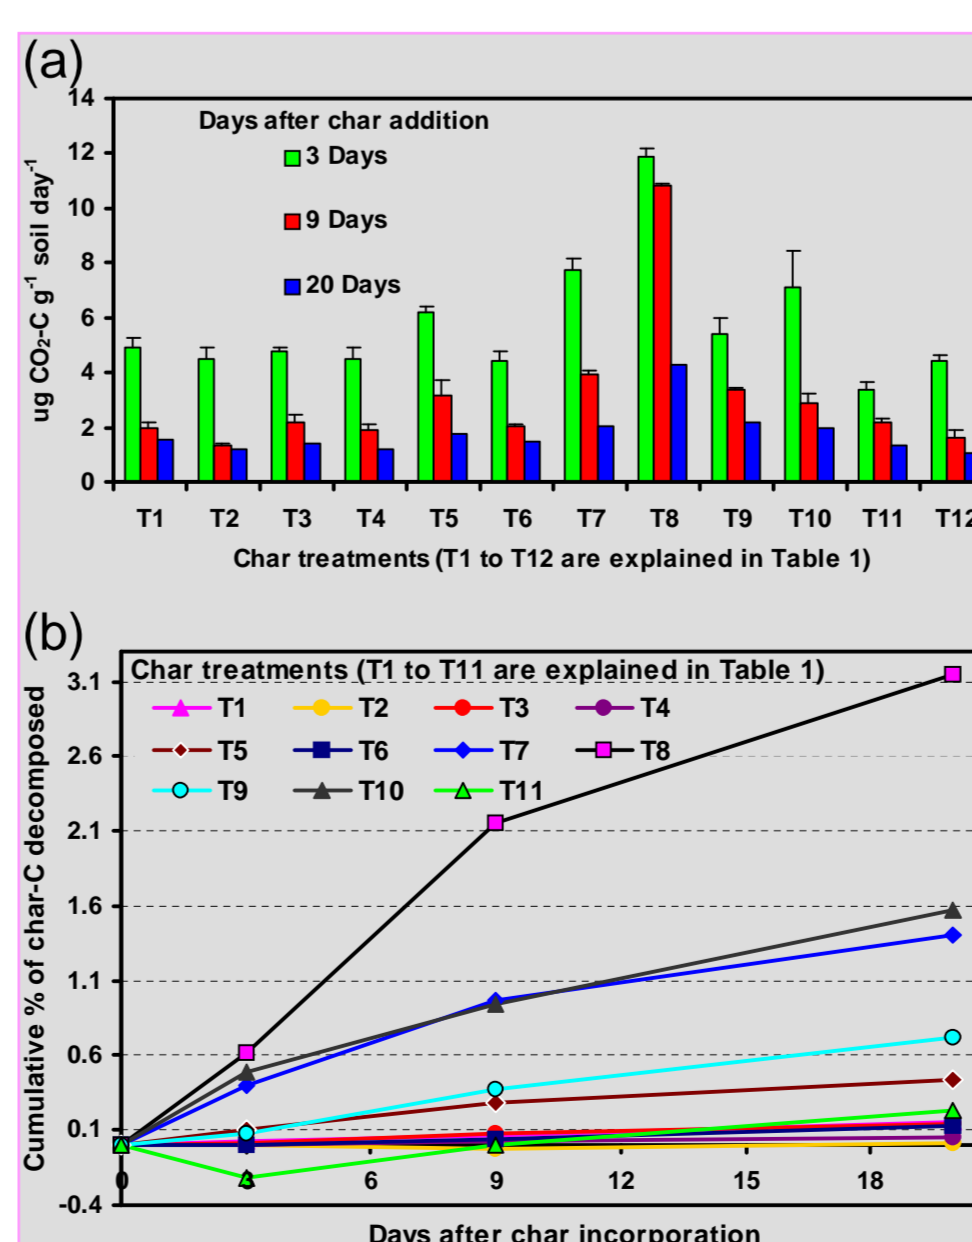 (a)
14
12
10
8
6
4
2
0
ug CO₂-C g⁻¹ soil day⁻¹
Days after char addition
3 Days
9 Days
20 Days
T1 T2 T3 T4 T5 T6 T7 T8 T9 T10 T11 T12
Char treatments (T1 to T12 are explained in Table 1)
(b)
3.1
2.6
2.1
1.6
1.1
0.6
0.1
-0.4
Cumulative % of char-C decomposed
Char treatments (T1 to T11 are explained in Table 1)
T1 T2 T3 T4
T5 T6 T7 T8
T9 T10 T11
0 3 6 9 12 15 18
Days after char incorporation